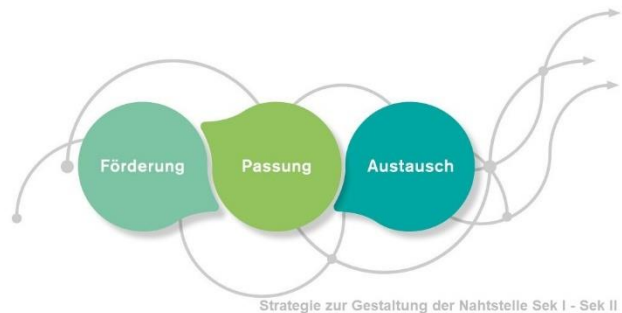 Förderung
Passung
Austausch
Strategie zur Gestaltung der Nahtstelle Sek I - Sek II